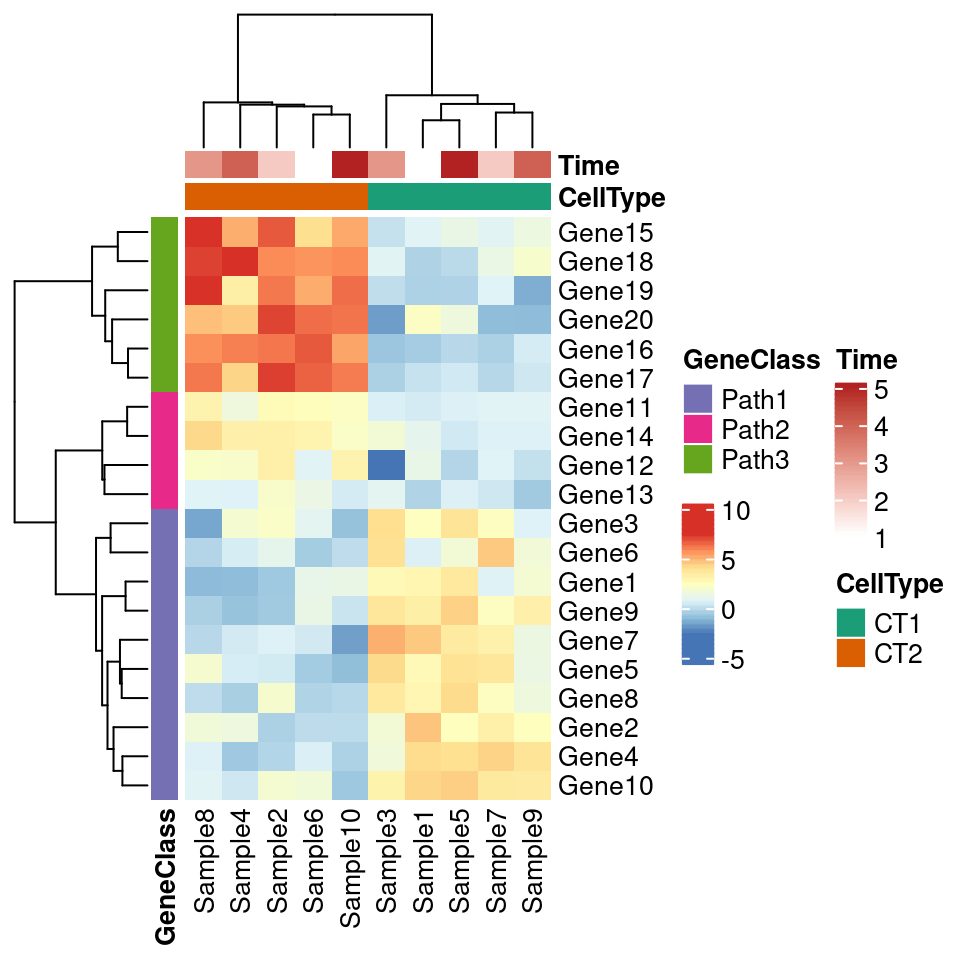 Time
CellType
Gene15
Gene18
Gene19
Gene20
Gene16
Gene17
Gene11
Gene14
Gene12
Gene13
Gene3
Gene6
Gene1
Gene9
Gene7
Gene5
Gene8
Gene2
Gene4
Gene10
GeneClass
Sample8
Sample4
Sample2
Sample6
Sample10
Sample3
Sample1
Sample5
Sample7
Sample9
GeneClass
Path1
Path2
Path3
10
5
0
-5
Time
5
4
3
2
1
CellType
CT1
CT2